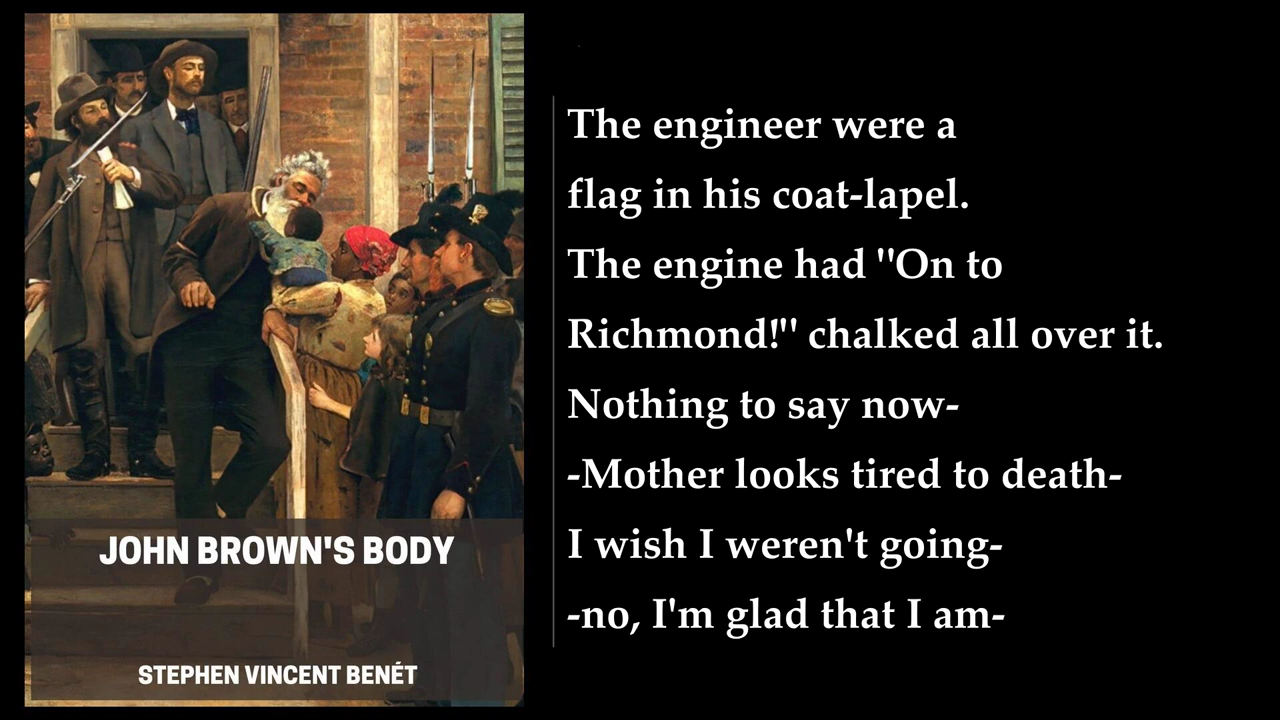 JOHN BROWN'S BODY
STEPHEN VINCENT BENÉT
The engineer were a
flag in his coat-lapel.
The engine had "On to
Richmond!" chalked all over it.
Nothing to say now-
-Mother looks tired to death-
I wish I weren't going-
-no, I'm glad that I am-